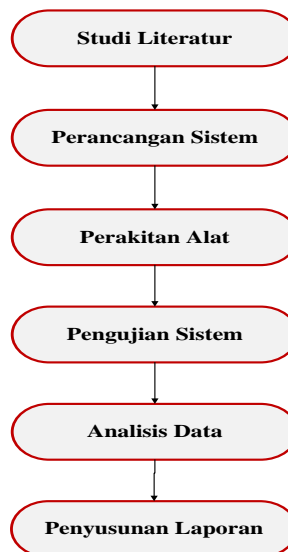 Studi Literatur
Perancangan Sistem
Perakitan Alat
Pengujian Sistem
Analisis Data
Penyusunan Laporan